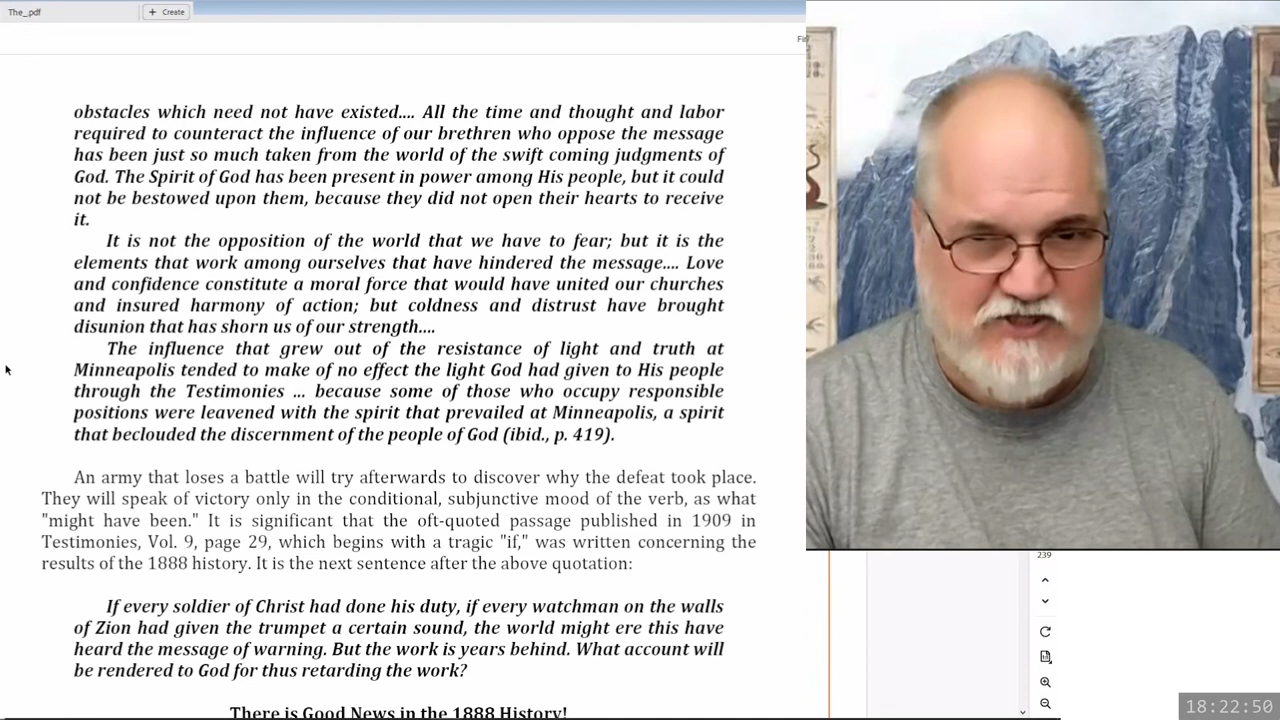 The_pdf
+ Create
obstacles which need not have existed.... All the time and thought and labor
required to counteract the influence of our brethren who oppose the message
has been just so much taken from the world of the swift coming judgments of
God. The Spirit of God has been present in power among His people, but it could
not be bestowed upon them, because they did not open their hearts to receive
it.
It is not the opposition of the world that we have to fear; but it is the
elements that work among ourselves that have hindered the message.... Love
and confidence constitute a moral force that would have united our churches
and insured harmony of action; but coldness and distrust have brought
disunion that has shorn us of our strength....
The influence that grew out of the resistance of light and truth at
Minneapolis tended to make of no effect the light God had given to His people
through the Testimonies ... because some of those who occupy responsible
positions were leavened with the spirit that prevailed at Minneapolis, a spirit
that beclouded the discernment of the people of God (ibid., p. 419).
An army that loses a battle will try afterwards to discover why the defeat took place.
They will speak of victory only in the conditional, subjunctive mood of the verb, as what
"might have been." It is significant that the oft-quoted passage published in 1909 in
Testimonies, Vol. 9, page 29, which begins with a tragic "if," was written concerning the
results of the 1888 history. It is the next sentence after the above quotation:
If every soldier of Christ had done his duty, if every watchman on the walls
of Zion had given the trumpet a certain sound, the world might ere this have
heard the message of warning. But the work is years behind. What account will
be rendered to God for thus retarding the work?
There is Good News in the 1888 History!
239
18:22:50